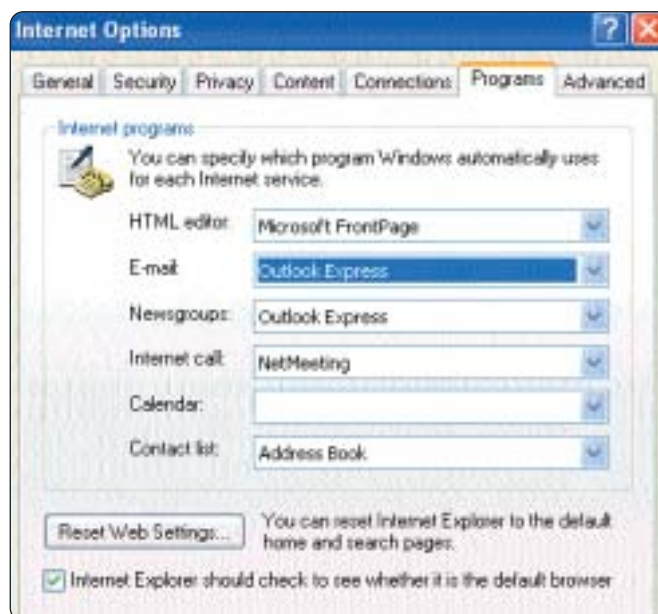 Internet Options
General Security Privacy Content Connections Programs Advanced
Internet programs
You can specify which program Windows automatically uses
for each Internet service.
HTML editor: Microsoft FrontPage
E-mail: Outlook Express
Newsgroups: Outlook Express
Internet call: NetMeeting
Calendar:
Contact list: Address Book
Reset Web Settings... You can reset Internet Explorer to the default
home and search pages.
Internet Explorer should check to see whether it is the default browser